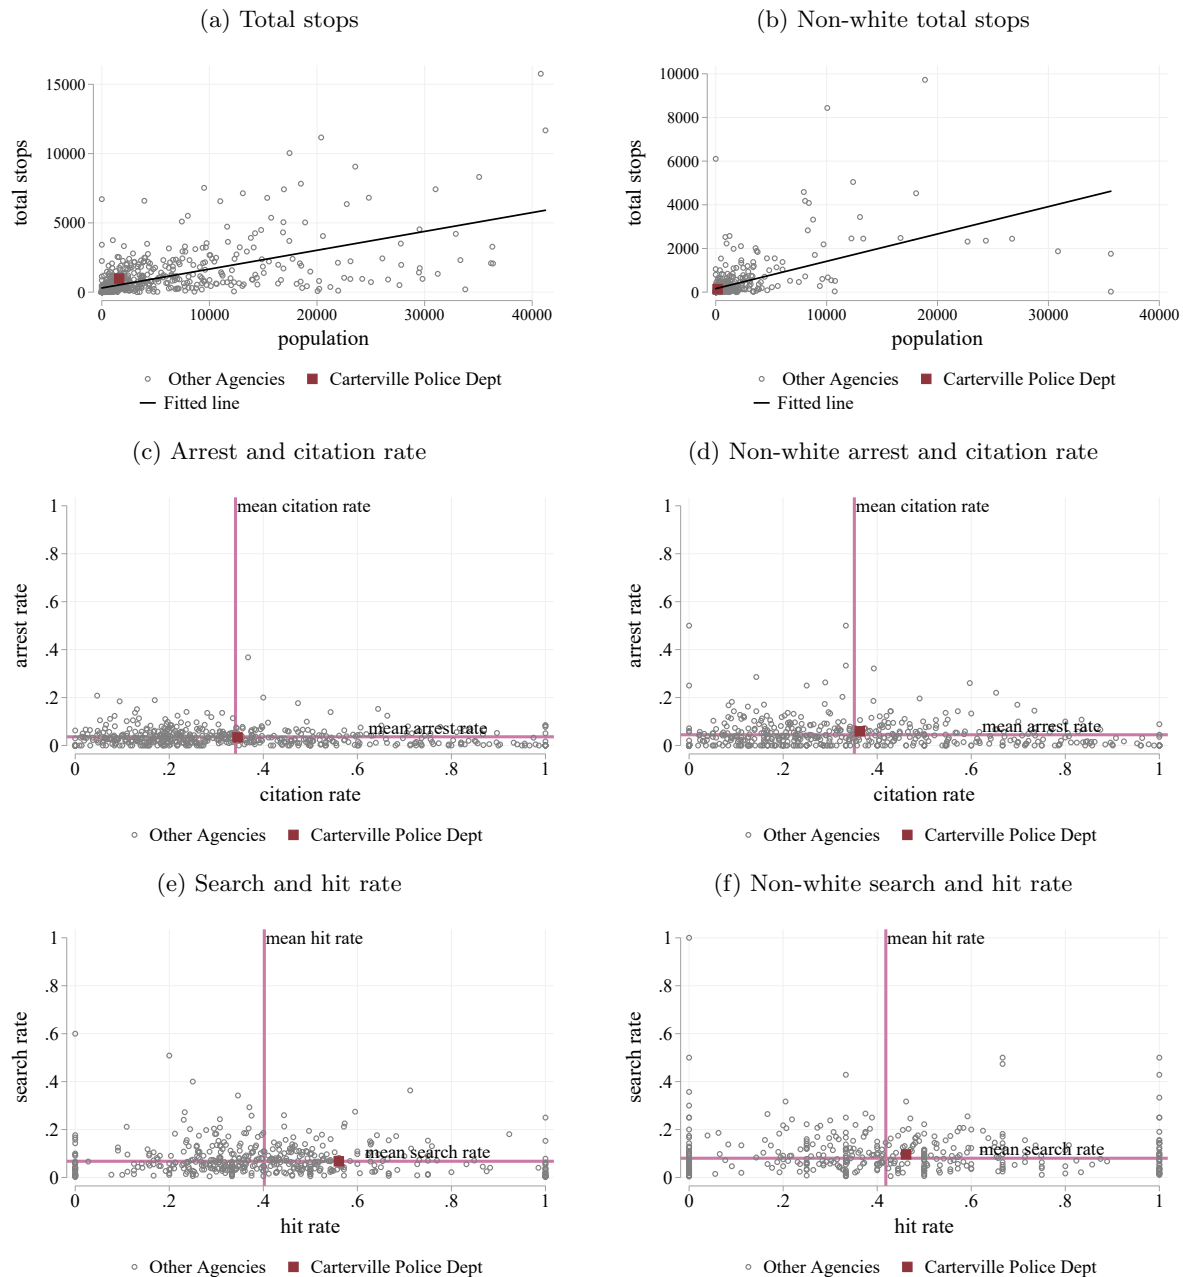 (a) Total stops
(b) Non-white total stops
total stops
15000
10000
5000
0
0 10000 20000 30000 40000
population
Other Agencies Carterville Police Dept
Fitted line
total stops
10000
8000
6000
4000
2000
0
0 10000 20000 30000 40000
population
Other Agencies Carterville Police Dept
Fitted line
(c) Arrest and citation rate
(d) Non-white arrest and citation rate
arrest rate
1
.8
.6
.4
.2
0
mean citation rate
mean arrest rate
0 .2 .4 .6 .8 1
citation rate
Other Agencies Carterville Police Dept
arrest rate
1
.8
.6
.4
.2
0
mean citation rate
mean arrest rate
0 .2 .4 .6 .8 1
citation rate
Other Agencies Carterville Police Dept
(e) Search and hit rate
(f) Non-white search and hit rate
search rate
1
.8
.6
.4
.2
0
mean hit rate
mean search rate
0 .2 .4 .6 .8 1
hit rate
Other Agencies Carterville Police Dept
search rate
1
.8
.6
.4
.2
0
mean hit rate
mean search rate
0 .2 .4 .6 .8 1
hit rate
Other Agencies Carterville Police Dept